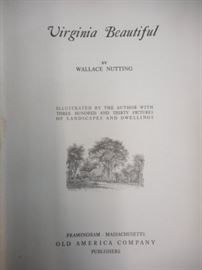 Virginia Beautiful
BY
WALLACE NUTTING
ILLUSTRATED BY THE AUTHOR WITH
THREE HUNDRED AND THIRTY PICTURES
OF LANDSCAPES AND DWELLINGS
FRAMINGHAM · MASSACHUSETTS
OLD AMERICA COMPANY
PUBLISHERS